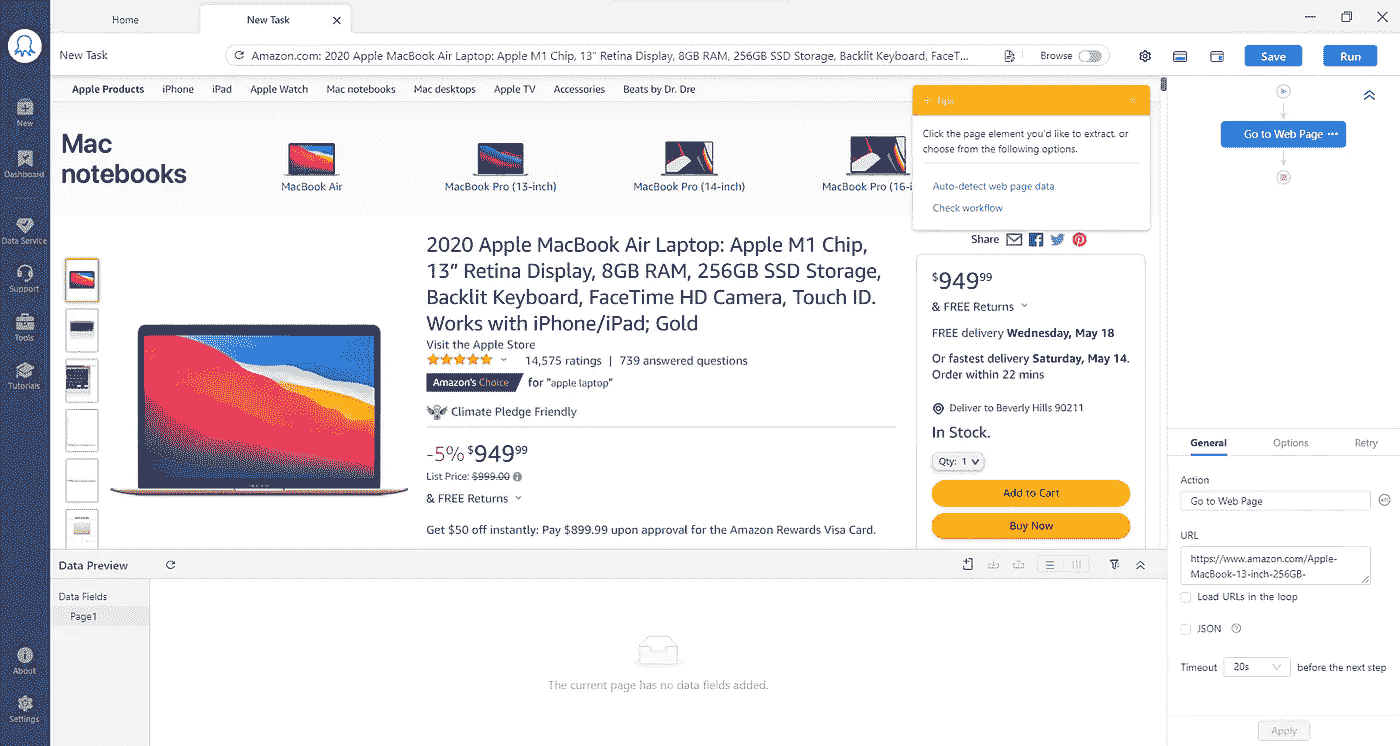 Home
New Task
New Task
Amazon.com: 2020 Apple MacBook Air Laptop: Apple M1 Chip, 13" Retina Display, 8GB RAM, 256GB SSD Storage, Backlit Keyboard, FaceT...
Browse
Save
Run
New
Dashboard
Data Service
Support
Tools
Tutorials
About
Settings
Apple Products iPhone iPad Apple Watch Mac notebooks Mac desktops Apple TV Accessories Beats by Dr. Dre
Mac
notebooks
MacBook Air
MacBook Pro (13-inch)
MacBook Pro (14-inch)
MacBook Pro (16-i
Tips
Click the page element you'd like to extract, or
choose from the following options.
Auto-detect web page data
Check workflow
2020 Apple MacBook Air Laptop: Apple M1 Chip,
13" Retina Display, 8GB RAM, 256GB SSD Storage,
Backlit Keyboard, FaceTime HD Camera, Touch ID.
Works with iPhone/iPad; Gold
Visit the Apple Store
14,575 ratings | 739 answered questions
Amazon's Choice for "apple laptop"
Climate Pledge Friendly
-5% $94999
List Price: $999.00
& FREE Returns
Get $50 off instantly: Pay $899.99 upon approval for the Amazon Rewards Visa Card.
Share
$94999
& FREE Returns
FREE delivery Wednesday, May 18
Or fastest delivery Saturday, May 14.
Order within 22 mins
Deliver to Beverly Hills 90211
In Stock.
Qty: 1
Add to Cart
Buy Now
Data Preview
Data Fields
Page1
The current page has no data fields added.
Go to Web Page
General Options Retry
Action
Go to Web Page
URL
https://www.amazon.com/Apple-
MacBook-13-inch-256GB-
Load URLs in the loop
JSON
Timeout 20s before the next step
Apply